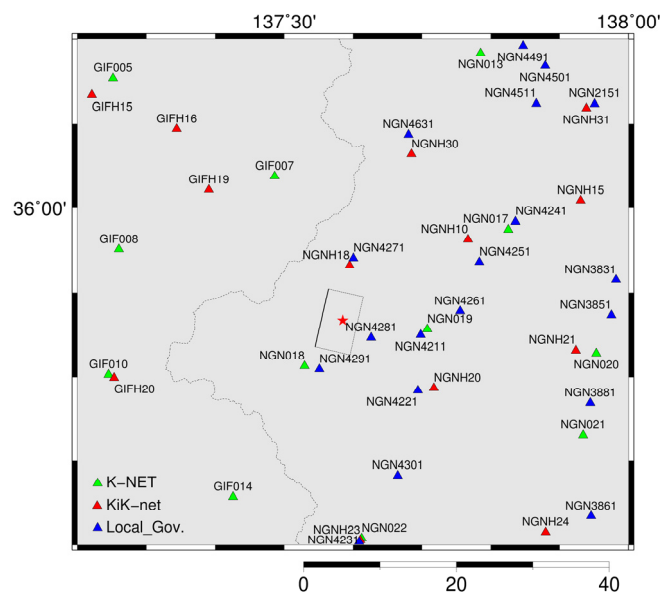 137˚30' 138˚00'
NGN4491
NGN013
GIF005
NGN4501
GIFH15
NGN4511 NGN2151
NGNH31
GIFH16
NGN4631
NGNH30
GIF007
GIFH19
NGNH15
36˚00'
NGN017 NGN4241
NGNH10
GIF008
NGNH18 NGN4271
NGN4251
NGN3831
NGN4261
NGN3851
NGN019
NGN4281
NGN4211
NGNH21
NGN018 NGN4291
NGN020
GIF010
NGNH20
GIFH20
NGN4221
NGN3881
NGN021
NGN4301
K-NET
GIF014
KiK-net
NGN3861
NGNH24
Local_Gov.
NGNH23 NGN022
NGN4231
0 20 40